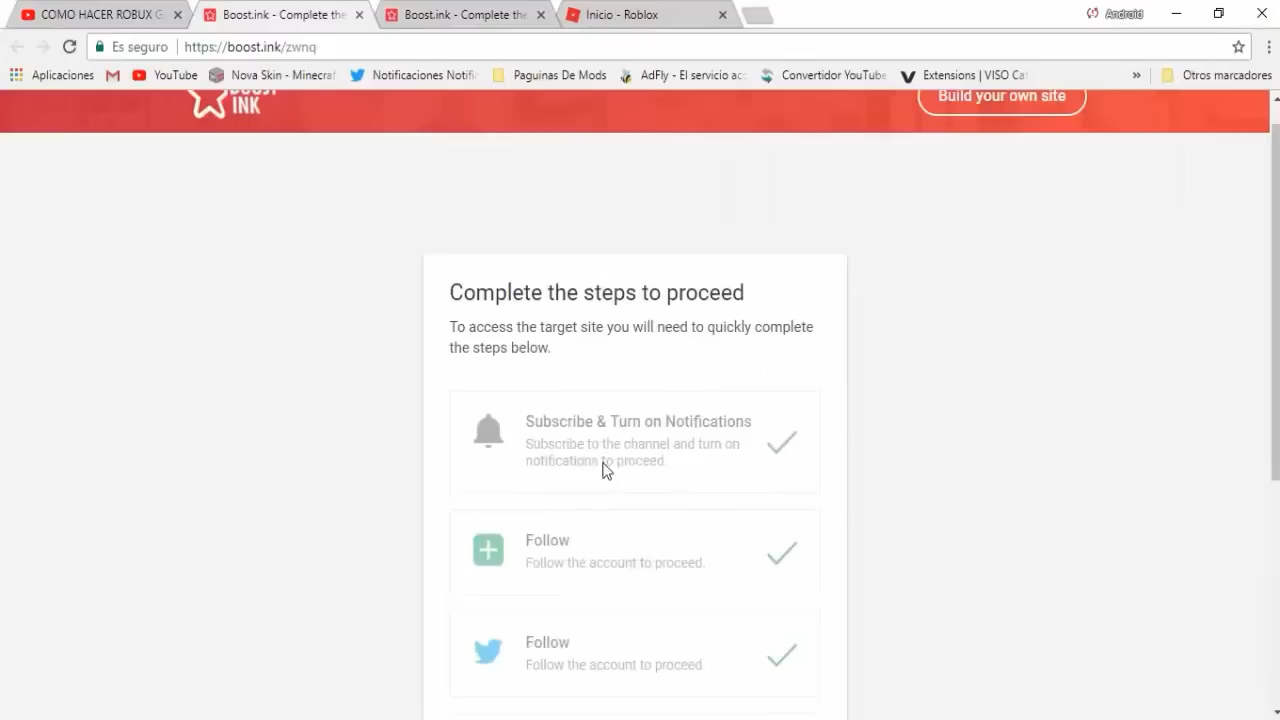 COMO HACER ROBUX G
Boost.ink - Complete the
Boost.ink - Complete the
Inicio - Roblox
Android
Es seguro
https://boost.ink/zwnq
Aplicaciones
YouTube
Nova Skin - Minecraf
Notificaciones Notifi
Paguinas De Mods
AdFly - El servicio ac
Convertidor YouTube
Extensions | VISO Ca
»
Otros marcadores
INK
Build your own site
Complete the steps to proceed
To access the target site you will need to quickly complete
the steps below.
Subscribe & Turn on Notifications
Subscribe to the channel and turn on
notifications to proceed.
Follow
Follow the account to proceed.
Follow
Follow the account to proceed